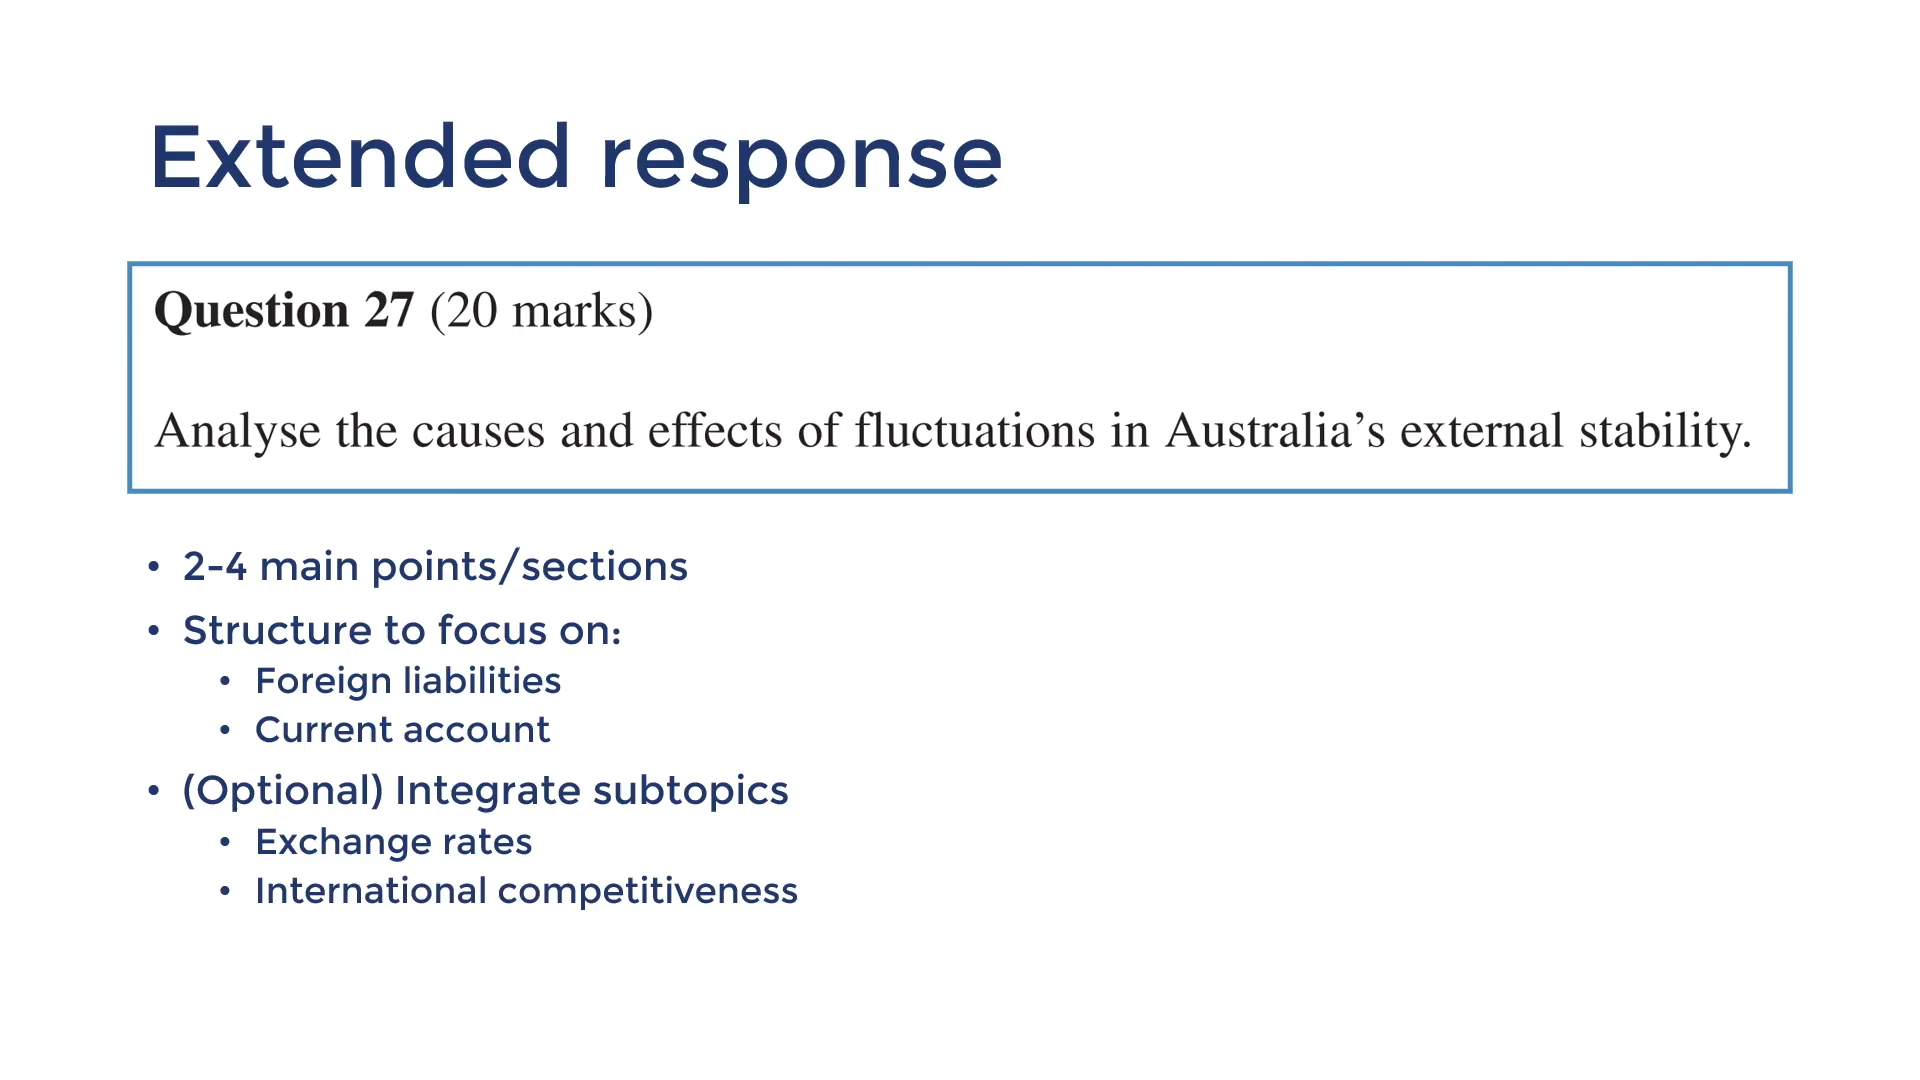 Extended response
Question 27 (20 marks)
Analyse the causes and effects of fluctuations in Australia’s external stability.
• 2-4 main points/sections
• Structure to focus on:
• Foreign liabilities
• Current account
• (Optional) Integrate subtopics
• Exchange rates
• International competitiveness